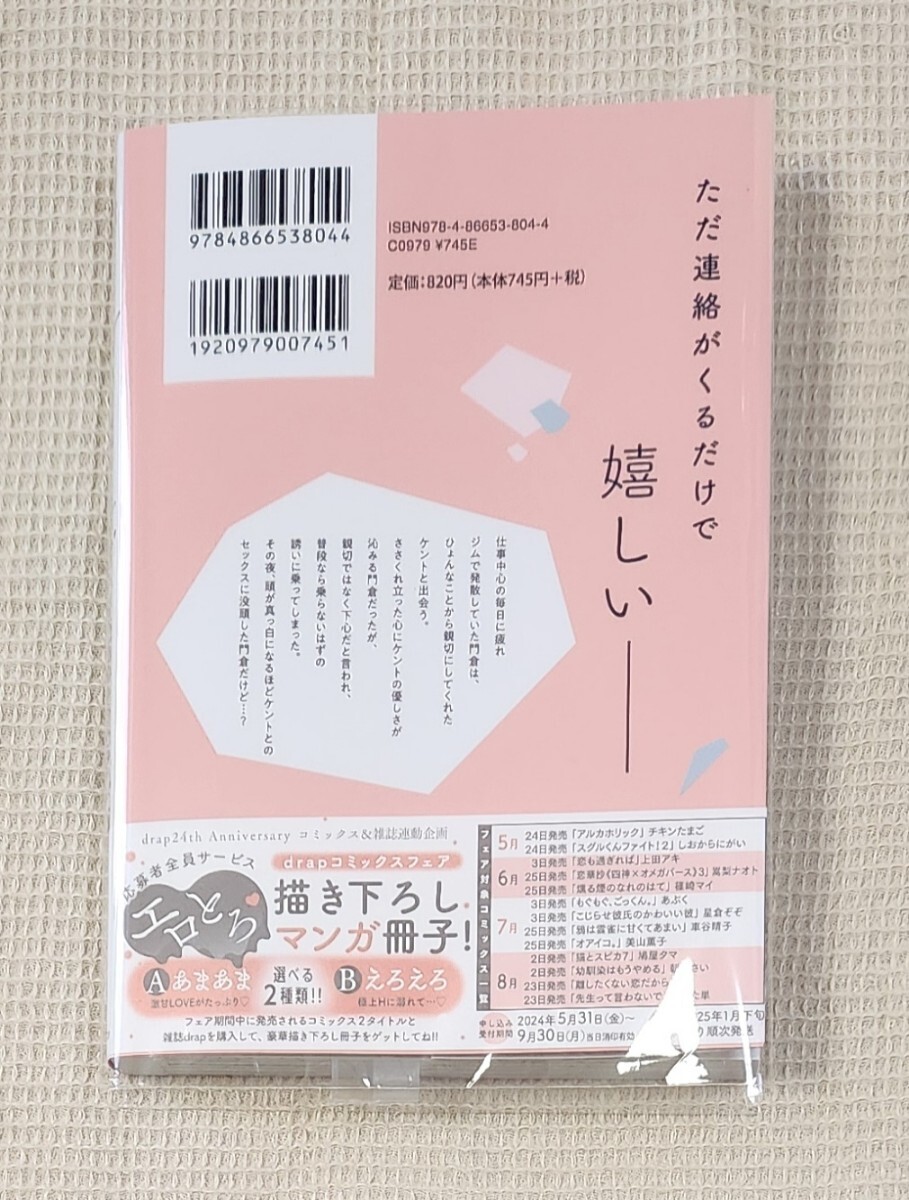 9784866538044
ISBN978-4-86653-804-4
C0979 ¥745E
定価:820円(本体745円+税)
1920979007451
ただ連絡がくるだけで
嬉しい――
仕事中心の毎日に疲れ
ジムで発散していた門倉は、
ひょんなことから親切にしてくれた
ケントと出会う。
ささくれ立った心にケントの優しさが
沁みる門倉だったが、
親切ではなく下心だと言われ、
普段なら乗らないはずの
誘いに乗ってしまった。
その夜、頭が真っ白になるほどケントとの
セックスに没頭した門倉だけど…?
drap24th Anniversary コミックス&雑誌連動企画
応募者全員サービス
エロとろ
drapコミックスフェア
描き下ろし
マンガ冊子!
Aあまあま
激甘LOVEがたっぷり♡
選べる
2種類!!
Bえろえろ
極上Hに溺れて…♡
フェア期間中に発売されるコミックス2タイトルと
雑誌drapを購入して、豪華描き下ろし冊子をゲットしてね!!
フェア対象コミックス一覧
5月
24日発売「アルカホリック」チキンたまご
24日発売「スグルくんファイト!2」しおからにがい
6月
3日発売「恋も過ぎれば」上田アキ
25日発売「恋華抄《四神×オメガバース》3」嵩梨ナオト
25日発売「燻る煙のなれのはて」篠崎マイ
7月
3日発売「もぐもぐ、ごっくん。」あぶく
3日発売「こじらせ彼氏のかわいい彼」星倉ぞぞ
25日発売「鍋は雲雀に甘くてあまい」車谷晴子
25日発売「オアイコ。」美山薫子
8月
2日発売「猫とスピカ7」鳩屋タマ
2日発売「幼馴染はもうやめる」
23日発売「離したくない恋だから
23日発売「先生って言わないで
申し込み受付期間
2024年5月31日(金)～
9月30日(月)当日消印有効
25年1月下旬
り順次発送